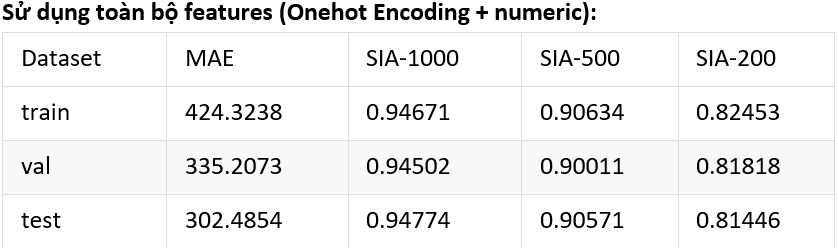 Sử dụng toàn bộ features (Onehot Encoding + numeric):
Dataset MAE SIA-1000 SIA-500 SIA-200
train 424.3238 0.94671 0.90634 0.82453
val 335.2073 0.94502 0.90011 0.81818
test 302.4854 0.94774 0.90571 0.81446